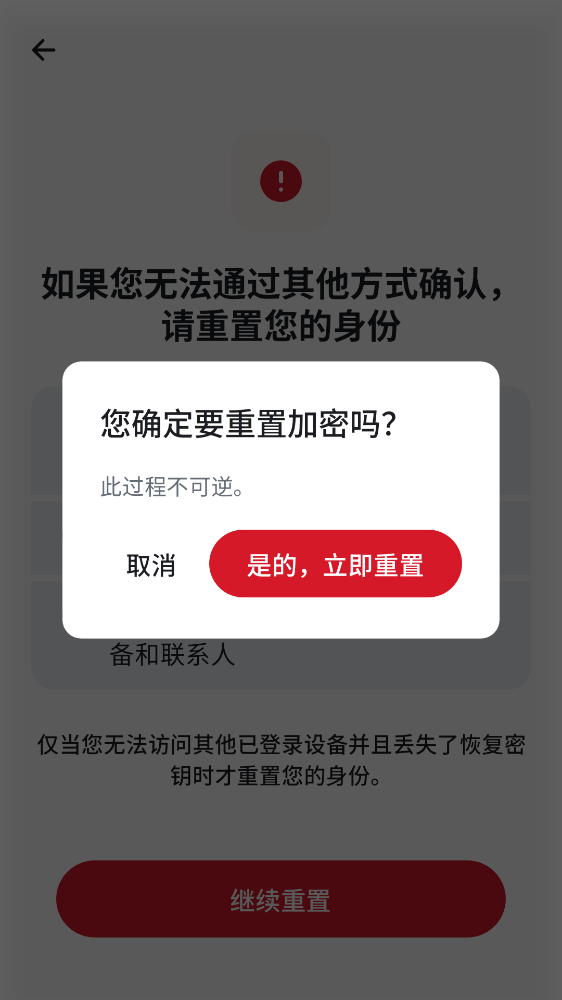 如果您无法通过其他方式确认，
请重置您的身份
您确定要重置加密吗？
此过程不可逆。
取消
是的，立即重置
备和联系人
仅当您无法访问其他已登录设备并且丢失了恢复密
钥时才重置您的身份。
继续重置